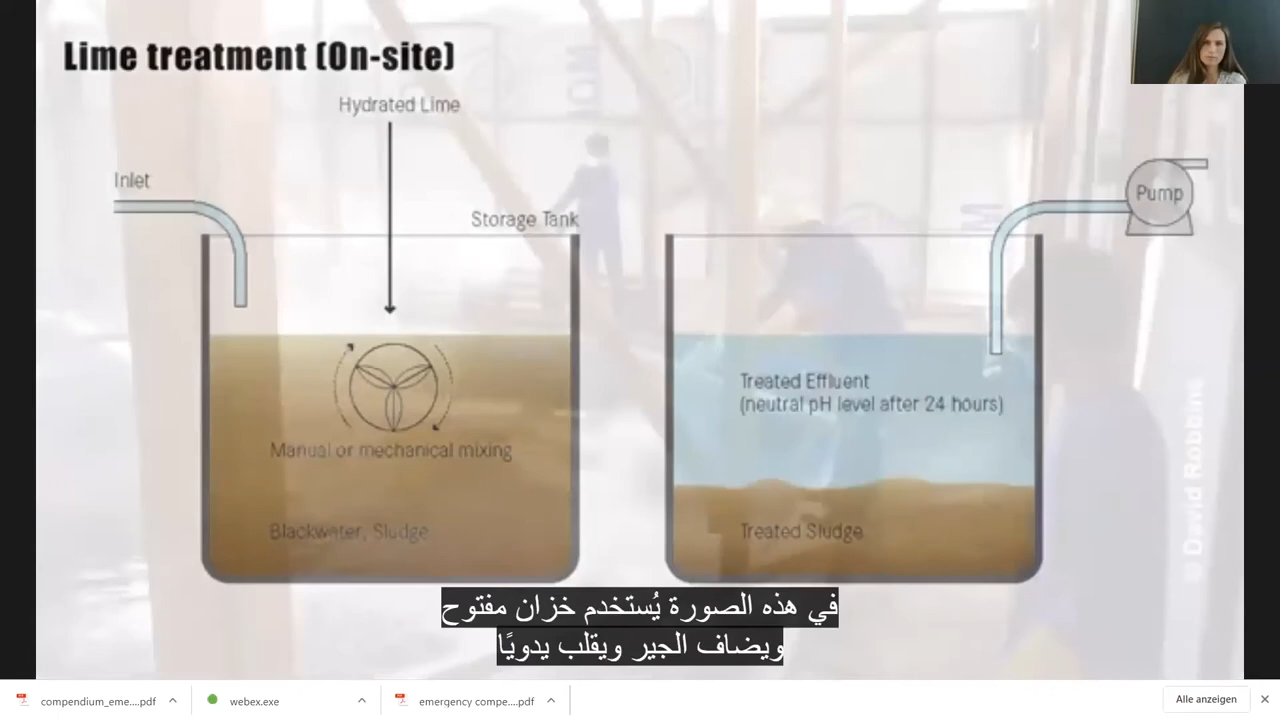 Lime treatment (On-site)
Hydrated Lime
Inlet
Storage Tank
Pump
Treated Effluent
(neutral pH level after 24 hours)
Manual or mechanical mixing
Blackwater, Sludge
Treated Sludge
© David Robbins
في هذه الصورة يُستخدم خزان مفتوح
ويضاف الجير ويقلب يدويًا
compendium_eme....pdf
webex.exe
emergency compe....pdf
Alle anzeigen